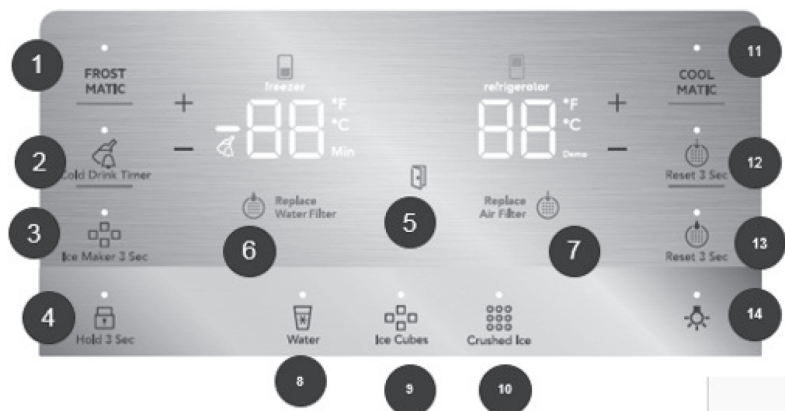 1
FROST
MATIC
freezer
-88
°F
°C
Min
+
−
refrigerator
88
°F
°C
Demo
+
−
11
COOL
MATIC
2
Cold Drink Timer
12
Reset 3 Sec
3
Ice Maker 3 Sec
Replace
Water Filter
6
5
Replace
Air Filter
7
13
Reset 3 Sec
4
Hold 3 Sec
Water
8
Ice Cubes
9
Crushed Ice
10
14